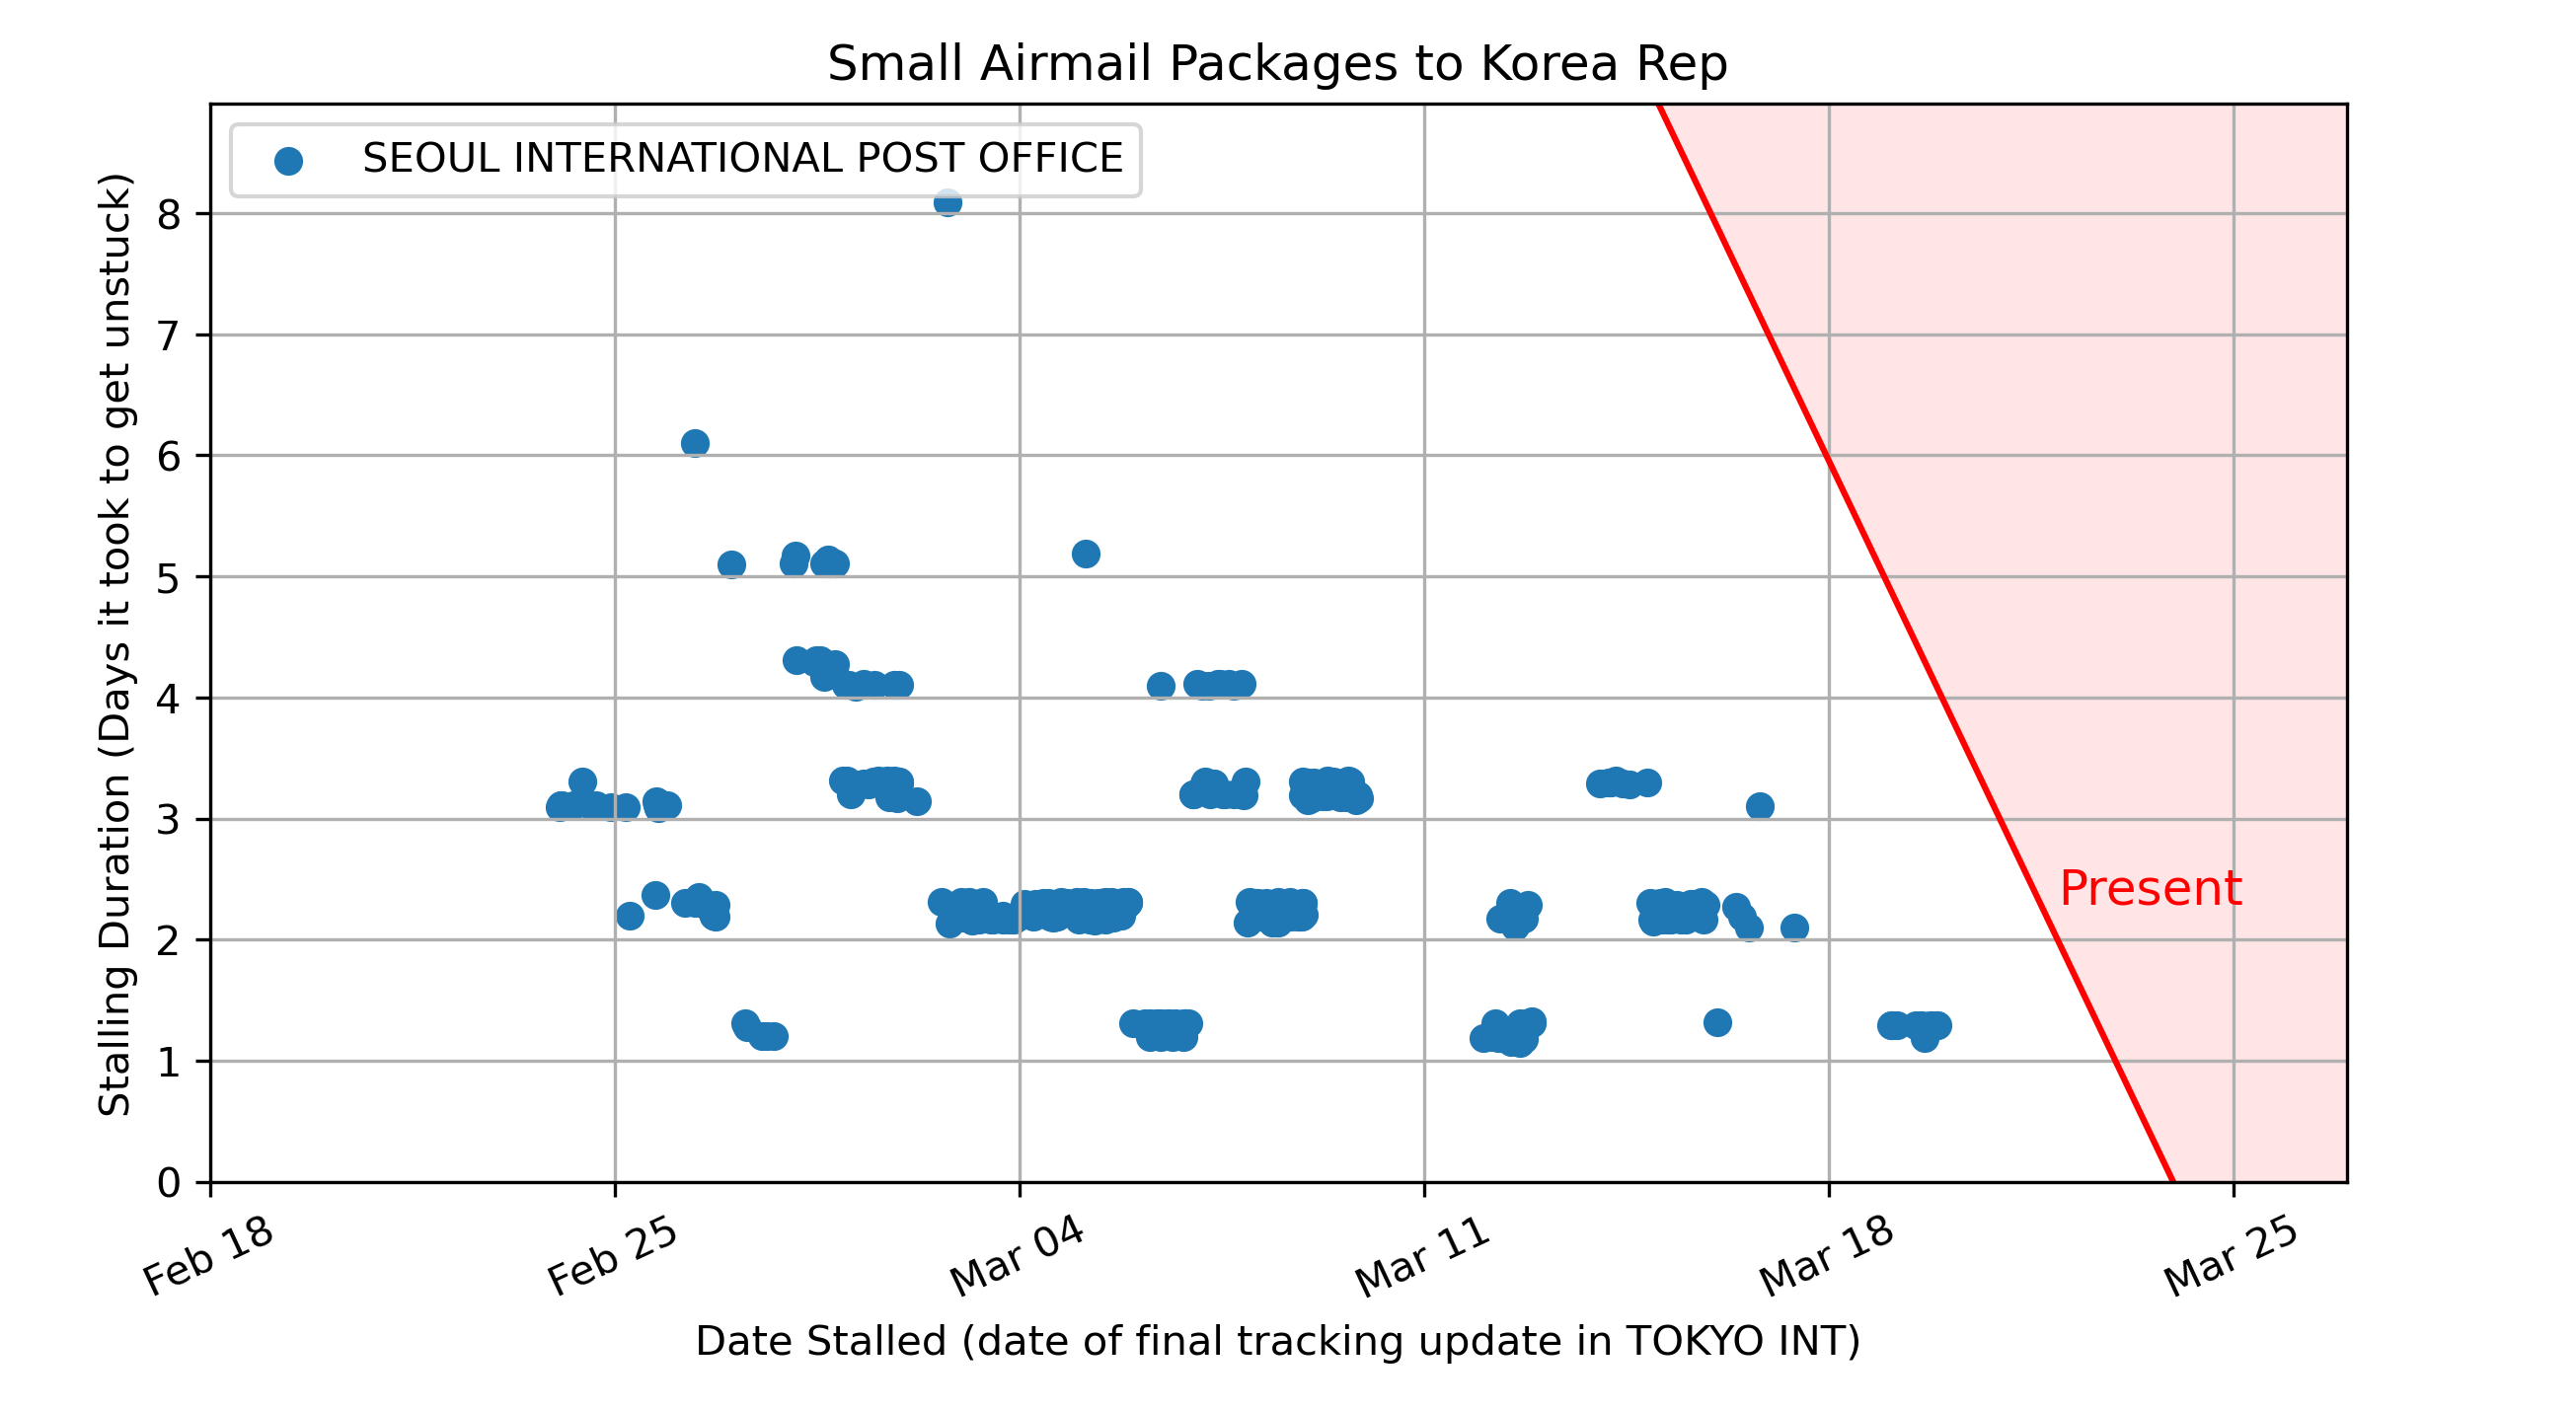 Small Airmail Packages to Korea Rep
SEOUL INTERNATIONAL POST OFFICE
Stalling Duration (Days it took to get unstuck)
8
7
6
5
4
3
2
1
0
Present
Feb 18
Feb 25
Mar 04
Mar 11
Mar 18
Mar 25
Date Stalled (date of final tracking update in TOKYO INT)